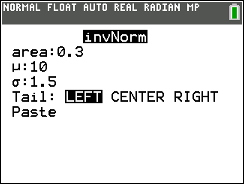 NORMAL FLOAT AUTO REAL RADIAN MP
invNorm
area:0.3
μ:10
σ:1.5
Tail: LEFT CENTER RIGHT
Paste